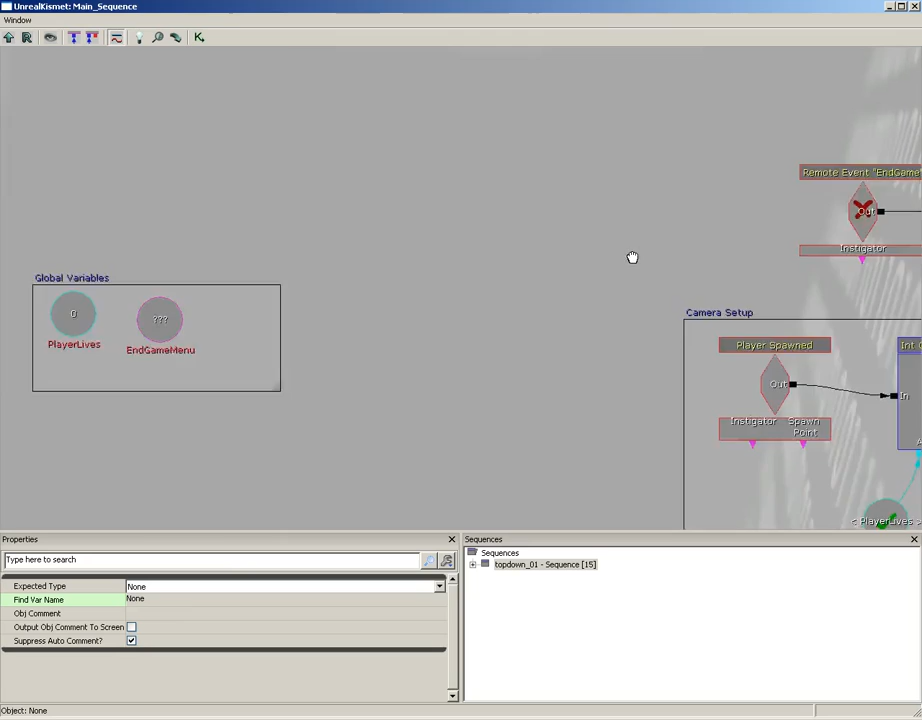 UnrealKismet: Main_Sequence
Window
Remote Event "EndGame"
Out
Instigator
Global Variables
0
???
PlayerLives
EndGameMenu
Camera Setup
Player Spawned
Int
Out
In
Instigator
Spawn
Point
A
< PlayerLives >
Properties
Sequences
Type here to search
Sequences
topdown_01 - Sequence [15]
Expected Type
None
Find Var Name
None
Obj Comment
Output Obj Comment To Screen
Suppress Auto Comment?
Object: None